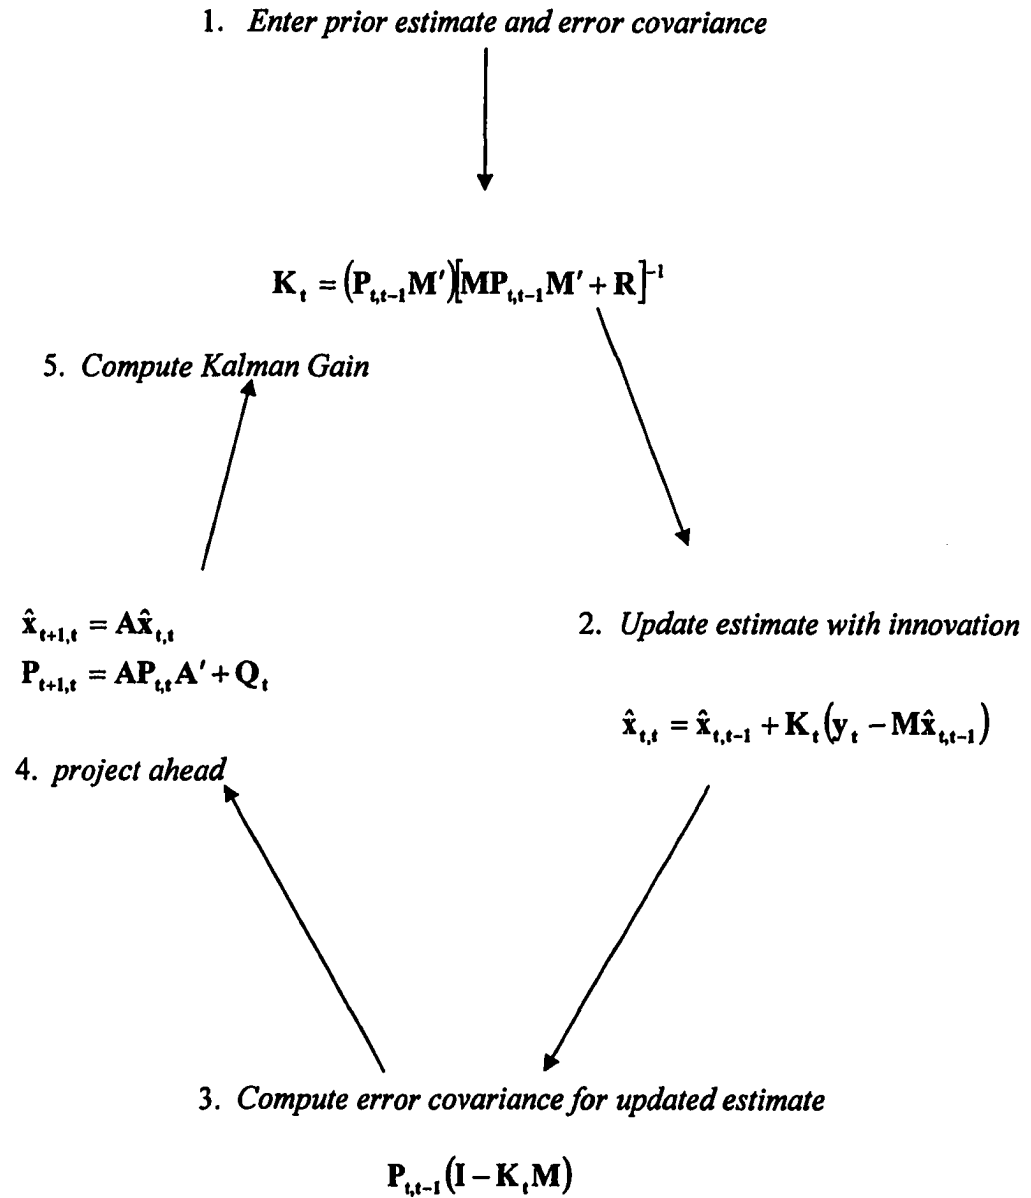 1. Enter prior estimate and error covariance
K_t = (P_{t,t-1}M′)[MP_{t,t-1}M′ + R]^{-1}
5. Compute Kalman Gain
x̂_{t+1,t} = Ax̂_{t,t}
P_{t+1,t} = AP_{t,t}A′ + Q_t
2. Update estimate with innovation
x̂_{t,t} = x̂_{t,t-1} + K_t(y_t − Mx̂_{t,t-1})
4. project ahead
3. Compute error covariance for updated estimate
P_{t,t-1}(I − K_tM)